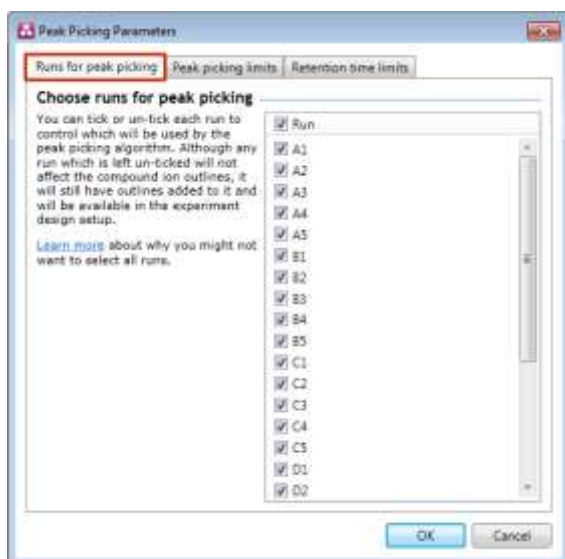 Peak Picking Parameters
Runs for peak picking
Peak picking limits
Retention time limits
Choose runs for peak picking
You can tick or un-tick each run to
control which will be used by the
peak picking algorithm. Although any
run which is left un-ticked will not
affect the compound ion outlines, it
will still have outlines added to it and
will be available in the experiment
design setup.
Learn more about why you might not
want to select all runs.
Run
A1
A2
A3
A4
A5
B1
B2
B3
B4
B5
C1
C2
C3
C4
C5
D1
D2
OK
Cancel